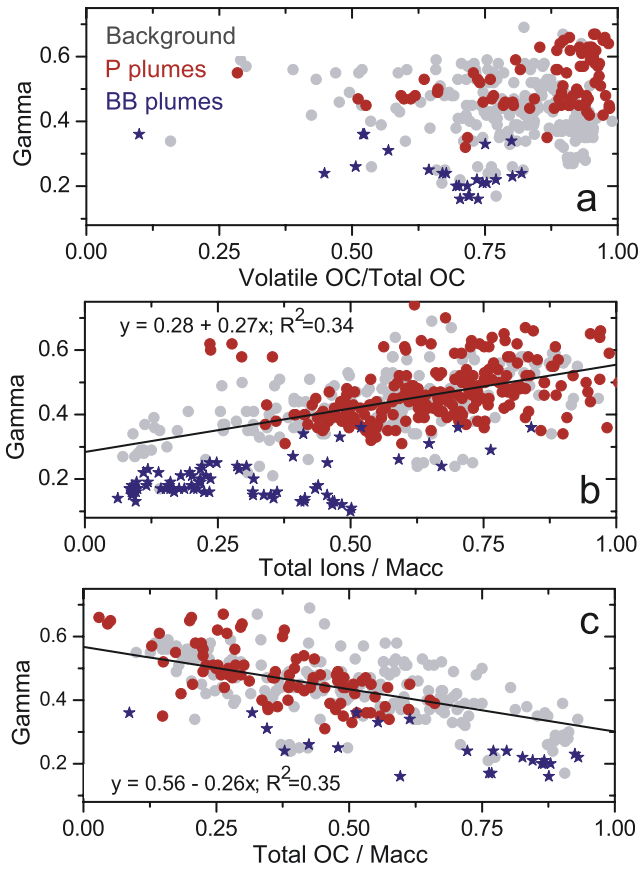 Background
P plumes
BB plumes
Gamma
0.6
0.4
0.2
a
0.00 0.25 0.50 0.75 1.00
Volatile OC/Total OC
y = 0.28 + 0.27x; R²=0.34
Gamma
0.6
0.4
0.2
b
0.00 0.25 0.50 0.75 1.00
Total Ions / Macc
c
Gamma
0.6
0.4
0.2
y = 0.56 - 0.26x; R²=0.35
0.00 0.25 0.50 0.75 1.00
Total OC / Macc